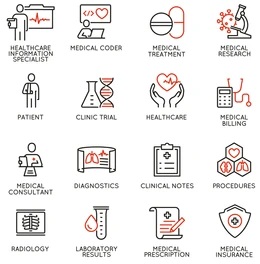 HEALTHCARE
INFORMATION
SPECIALIST
MEDICAL CODER
MEDICAL
TREATMENT
MEDICAL
RESEARCH
PATIENT
CLINIC TRIAL
HEALTHCARE
MEDICAL
BILLING
MEDICAL
CONSULTANT
DIAGNOSTICS
CLINICAL NOTES
PROCEDURES
RADIOLOGY
LABORATORY
RESULTS
MEDICAL
PRESCRIPTION
MEDICAL
INSURANCE